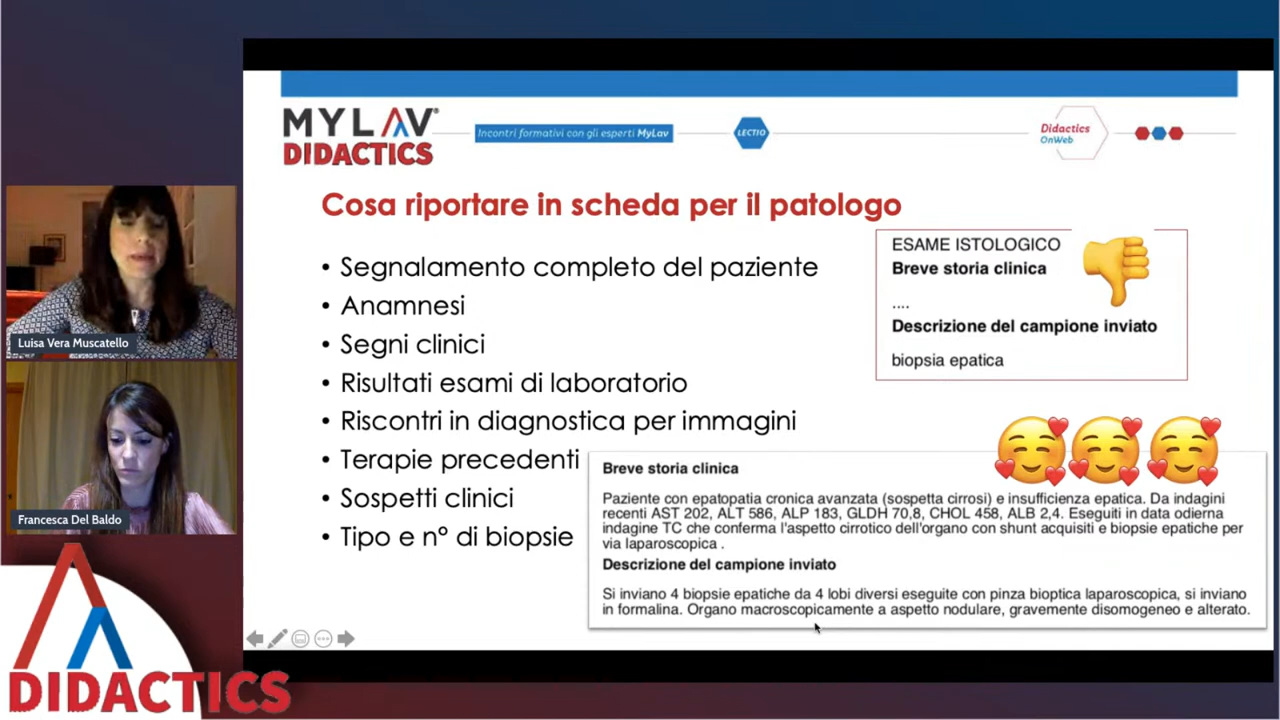 MYLAV®
DIDACTICS
Incontri formativi con gli esperti MyLav
LECTIO
Didactics
OnWeb
Cosa riportare in scheda per il patologo
• Segnalamento completo del paziente
• Anamnesi
• Segni clinici
• Risultati esami di laboratorio
• Riscontri in diagnostica per immagini
• Terapie precedenti
• Sospetti clinici
• Tipo e n° di biopsie
ESAME ISTOLOGICO
Breve storia clinica
....
Descrizione del campione inviato
biopsia epatica
Breve storia clinica
Paziente con epatopatia cronica avanzata (sospetta cirrosi) e insufficienza epatica. Da indagini
recenti AST 202, ALT 586, ALP 183, GLDH 70,8, CHOL 458, ALB 2,4. Eseguiti in data odierna
indagine TC che conferma l'aspetto cirrotico dell'organo con shunt acquisiti e biopsie epatiche per
via laparoscopica .
Descrizione del campione inviato
Si inviano 4 biopsie epatiche da 4 lobi diversi eseguite con pinza bioptica laparoscopica, si inviano
in formalina. Organo macroscopicamente a aspetto nodulare, gravemente disomogeneo e alterato.
Luisa Vera Muscatello
Francesca Del Baldo
DIDACTICS